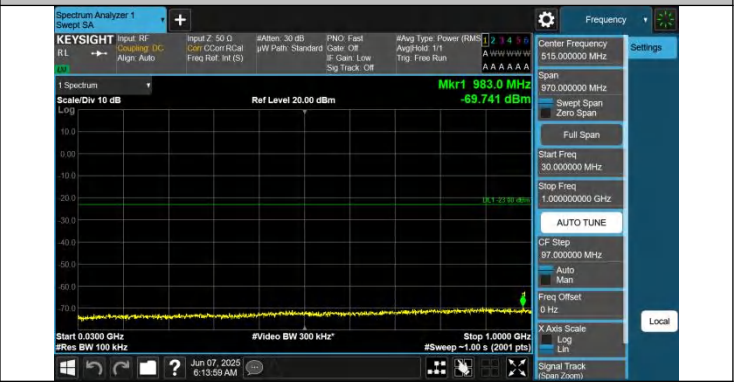 Spectrum Analyzer 1
Swept SA
+
Frequency
KEYSIGHT
RL
Input: RF
Coupling: DC
Align: Auto
Input Z: 50 Ω
Corr CCorr RCal
Freq Ref: Int (S)
#Atten: 30 dB
µW Path: Standard
PNO: Fast
Gate: Off
IF Gain: Low
Sig Track: Off
#Avg Type: Power (RMS
Avg|Hold: 1/1
Trig: Free Run
1 2 3 4 5 6
A W W W W W
A A A A A A
1 Spectrum
Scale/Div 10 dB
Log
Ref Level 20.00 dBm
Mkr1 983.0 MHz
-69.741 dBm
10.0
0.00
-10.0
-20.0
-30.0
-40.0
-50.0
-60.0
-70.0
1
Start 0.0300 GHz
#Res BW 100 kHz
#Video BW 300 kHz*
Stop 1.0000 GHz
#Sweep ~1.00 s (2001 pts)
?
Jun 07, 2025
6:13:59 AM
Center Frequency
515.000000 MHz
Settings
Span
970.000000 MHz
Swept Span
Zero Span
Full Span
Start Freq
30.000000 MHz
Stop Freq
1.000000000 GHz
AUTO TUNE
CF Step
97.000000 MHz
Auto
Man
Freq Offset
0 Hz
X Axis Scale
Log
Lin
Local
Signal Track
(Span Zoom)